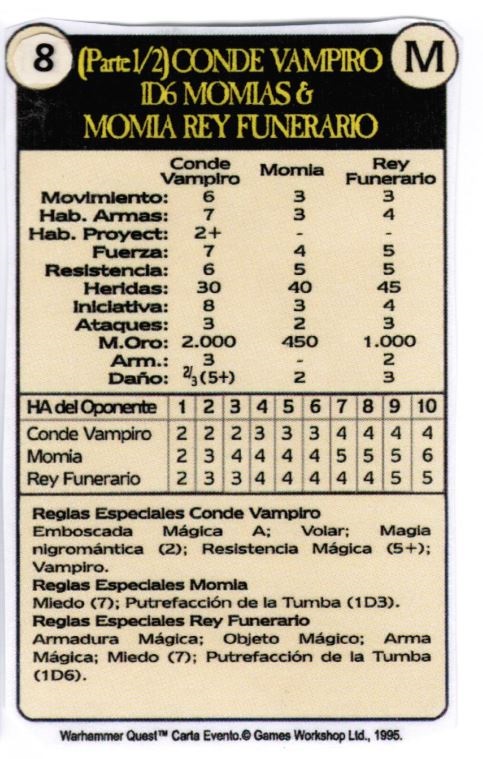 8 (Parte 1/2) CONDE VAMPIRO M
1D6 MOMIAS &
MOMIA REY FUNERARIO
Conde Vampiro Momia Rey Funerario
Movimiento: 6 3 3
Hab. Armas: 7 3 4
Hab. Proyect: 2+ - -
Fuerza: 7 4 5
Resistencia: 6 5 5
Heridas: 30 40 45
Iniciativa: 8 3 4
Ataques: 3 2 3
M.Oro: 2.000 450 1.000
Arm.: 3 - 2
Daño: 2/3 (5+) 2 3
HA del Oponente 1 2 3 4 5 6 7 8 9 10
Conde Vampiro 2 2 2 3 3 3 4 4 4 4
Momia 2 3 4 4 4 4 5 5 5 6
Rey Funerario 2 3 3 4 4 4 4 4 5 5
Reglas Especiales Conde Vampiro
Emboscada Mágica A; Volar; Magia
nigromántica (2); Resistencia Mágica (5+);
Vampiro.
Reglas Especiales Momia
Miedo (7); Putrefacción de la Tumba (1D3).
Reglas Especiales Rey Funerario
Armadura Mágica; Objeto Mágico; Arma
Mágica; Miedo (7); Putrefacción de la Tumba
(1D6).
Warhammer Quest™ Carta Evento.© Games Workshop Ltd., 1995.